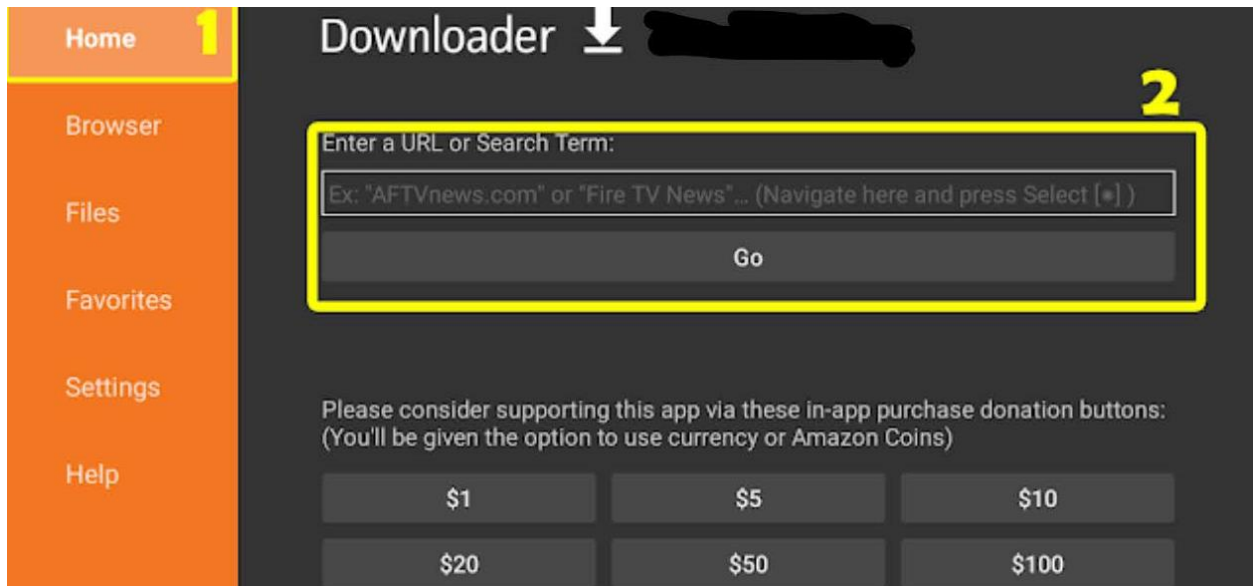 Home 1
Downloader
2
Browser
Enter a URL or Search Term:
Ex: "AFTVnews.com" or "Fire TV News"... (Navigate here and press Select [●] )
Files
Go
Favorites
Settings
Please consider supporting this app via these in-app purchase donation buttons:
(You'll be given the option to use currency or Amazon Coins)
Help
$1 $5 $10
$20 $50 $100